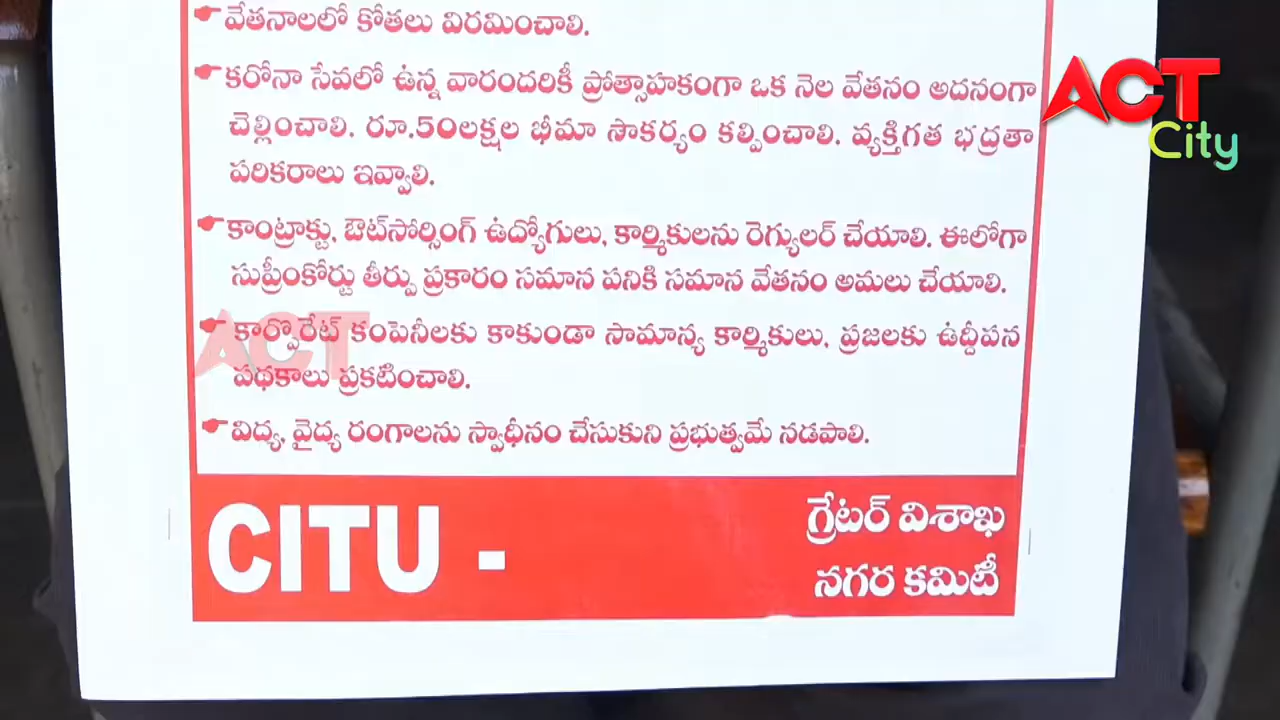 వేతనాలలో కోతలు విరమించాలి.
కరోనా సేవలో ఉన్న వారందరికీ ప్రోత్సాహకంగా ఒక నెల వేతనం అదనంగా
చెల్లించాలి. రూ.50లక్షల భీమా సౌకర్యం కల్పించాలి. వ్యక్తిగత భద్రతా
పరికరాలు ఇవ్వాలి.
కాంట్రాక్టు, ఔట్‌సోర్సింగ్ ఉద్యోగులు, కార్మికులను రెగ్యులర్ చేయాలి. ఈలోగా
సుప్రీంకోర్టు తీర్పు ప్రకారం సమాన పనికి సమాన వేతనం అమలు చేయాలి.
కార్పొరేట్ కంపెనీలకు కాకుండా సామాన్య కార్మికులు, ప్రజలకు ఉద్దీపన
పథకాలు ప్రకటించాలి.
విద్య, వైద్య రంగాలను స్వాధీనం చేసుకుని ప్రభుత్వమే నడపాలి.
CITU -
గ్రేటర్ విశాఖ
నగర కమిటీ
ACT
City
ACT